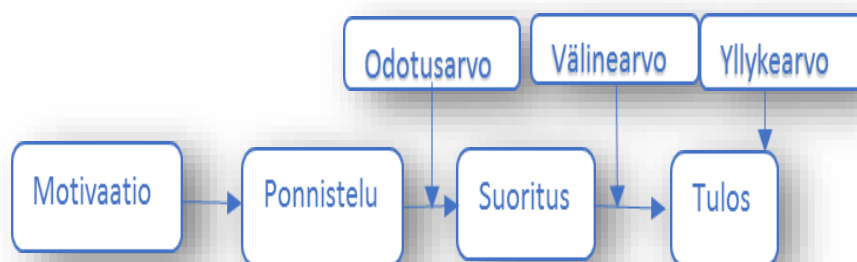 Odotusarvo
Välinearvo
Yllykearvo
Motivaatio
Ponnistelu
Suoritus
Tulos